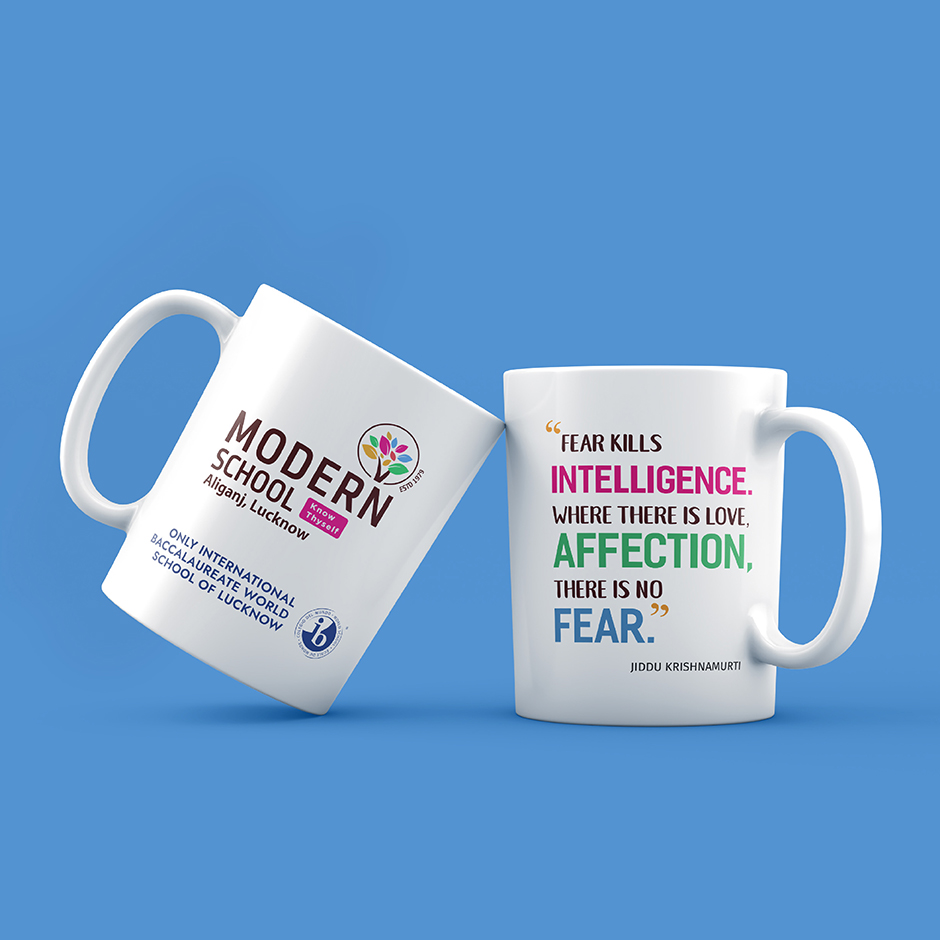 MODERN
SCHOOL
Aliganj, Lucknow
Know
Thyself
ESTD 1979
ONLY INTERNATIONAL
BACCALAUREATE WORLD
SCHOOL OF LUCKNOW
ib
“FEAR KILLS
INTELLIGENCE.
WHERE THERE IS LOVE,
AFFECTION,
THERE IS NO
FEAR.”
JIDDU KRISHNAMURTI